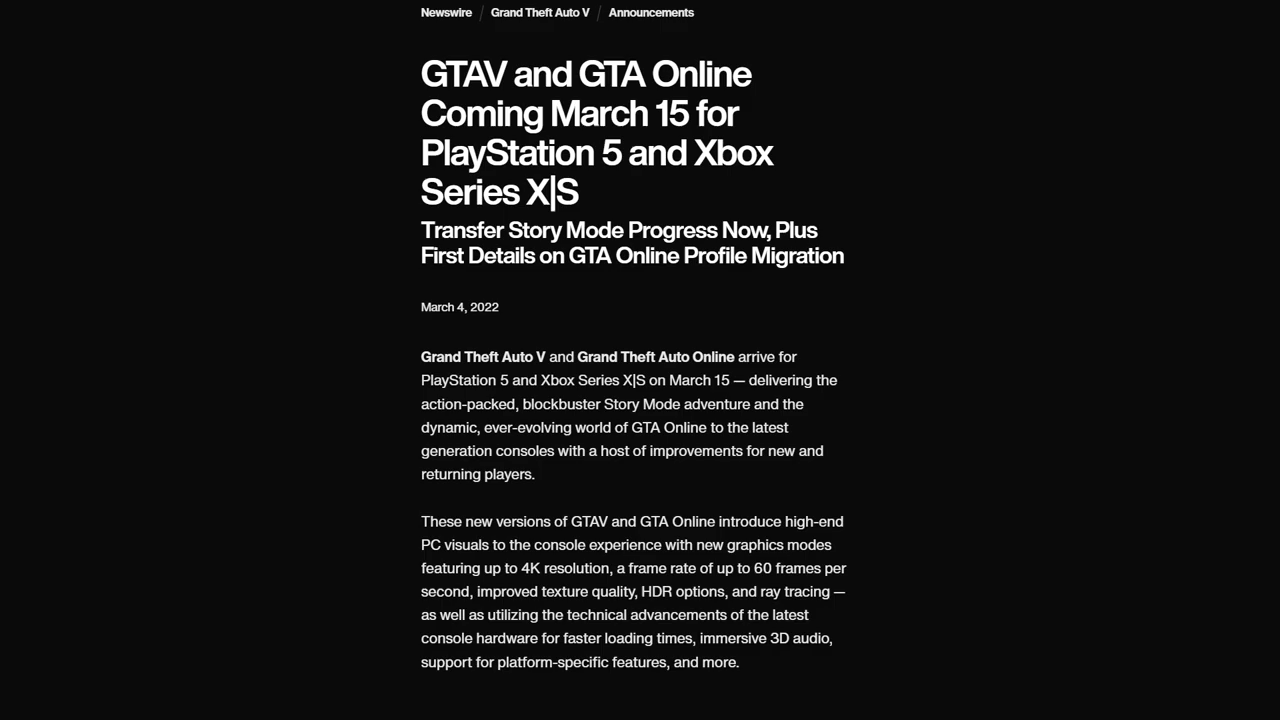 Newswire / Grand Theft Auto V / Announcements
GTAV and GTA Online
Coming March 15 for
PlayStation 5 and Xbox
Series X|S
Transfer Story Mode Progress Now, Plus
First Details on GTA Online Profile Migration
March 4, 2022
Grand Theft Auto V and Grand Theft Auto Online arrive for
PlayStation 5 and Xbox Series X|S on March 15 — delivering the
action-packed, blockbuster Story Mode adventure and the
dynamic, ever-evolving world of GTA Online to the latest
generation consoles with a host of improvements for new and
returning players.
These new versions of GTAV and GTA Online introduce high-end
PC visuals to the console experience with new graphics modes
featuring up to 4K resolution, a frame rate of up to 60 frames per
second, improved texture quality, HDR options, and ray tracing —
as well as utilizing the technical advancements of the latest
console hardware for faster loading times, immersive 3D audio,
support for platform-specific features, and more.